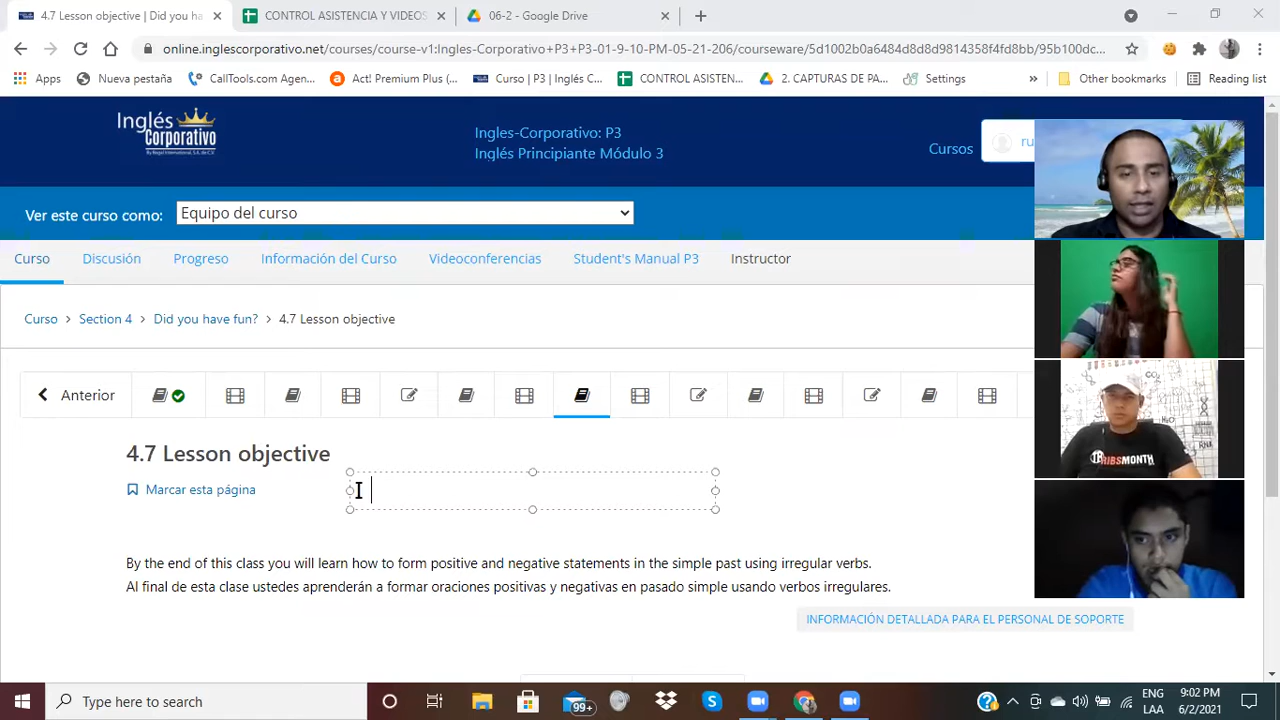 4.7 Lesson objective | Did you ha
CONTROL ASISTENCIA Y VIDEOS
06-2 - Google Drive
online.inglescorporativo.net/courses/course-v1:Ingles-Corporativo+P3+P3-01-9-10-PM-05-21-206/courseware/5d1002b0a6484d8d8d9814358f4fd8bb/95b100dc...
Apps
Nueva pestaña
CallTools.com Agen...
Act! Premium Plus (...
Curso | P3 | Inglés C...
CONTROL ASISTEN...
2. CAPTURAS DE PA...
Settings
»
Other bookmarks
Reading list
Inglés
Corporativo
Ingles-Corporativo: P3
Inglés Principiante Módulo 3
Cursos
ru
Ver este curso como:
Equipo del curso
Curso
Discusión
Progreso
Información del Curso
Videoconferencias
Student's Manual P3
Instructor
Curso > Section 4 > Did you have fun? > 4.7 Lesson objective
Anterior
4.7 Lesson objective
Marcar esta página
By the end of this class you will learn how to form positive and negative statements in the simple past using irregular verbs.
Al final de esta clase ustedes aprenderán a formar oraciones positivas y negativas en pasado simple usando verbos irregulares.
INFORMACIÓN DETALLADA PARA EL PERSONAL DE SOPORTE
RIBSMONTH
Type here to search
99+
ENG
LAA
9:02 PM
6/2/2021